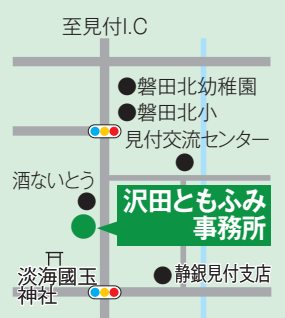 至見付I.C
●磐田北幼稚園
●磐田北小
見付交流センター
酒ないとう
沢田ともふみ
事務所
淡海國玉
神社
●静銀見付支店